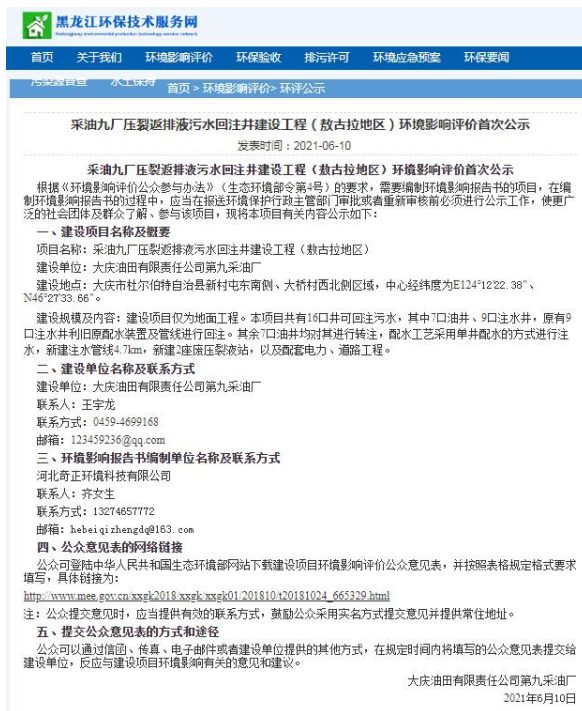 黑龙江环保技术服务网
首页 关于我们 环境影响评价 环保验收 排污许可 环境应急预案 环保要闻
污染源普查 水土保持 首页 > 环境影响评价> 环评公示
采油九厂压裂返排液污水回注井建设工程（敖古拉地区）环境影响评价首次公示
发表时间：2021-06-10
采油九厂压裂返排液污水回注井建设工程（敖古拉地区）环境影响评价首次公示
根据《环境影响评价公众参与办法》（生态环境部令第4号）的要求，需要编制环境影响报告书的项目，在编
制环境影响报告书的过程中，应当在报送环境保护行政主管部门审批或者重新审核前必须进行公示工作，使更广
泛的社会团体及群众了解、参与该项目，现将本项目有关内容公示如下：
一、建设项目名称及概要
项目名称：采油九厂压裂返排液污水回注井建设工程（敖古拉地区）
建设单位：大庆油田有限责任公司第九采油厂
建设地点：大庆市杜尔伯特自治县新村屯东南侧、大桥村西北侧区域，中心经纬度为E124°12'22.38"、
N46°27'33.66"。
建设规模及内容：建设项目仅为地面工程。本项目共有16口井可回注污水，其中7口油井、9口注水井，原有9
口注水井利旧原配水装置及管线进行回注。其余7口油井均对其进行转注，配水工艺采用单井配水的方式进行注
水，新建注水管线4.7km，新建2座废压裂液站，以及配套电力、道路工程。
二、建设单位名称及联系方式
建设单位：大庆油田有限责任公司第九采油厂
联系人：王宇龙
联系方式：0459-4699168
邮箱：123459236@qq.com
三、环境影响报告书编制单位名称及联系方式
河北奇正环境科技有限公司
联系人：齐女生
联系方式：13274657772
邮箱：hebeiqizhengdq@163.com
四、公众意见表的网络链接
公众可登陆中华人民共和国生态环境部网站下载建设项目环境影响评价公众意见表，并按照表格规定格式要求
填写，具体链接为：
http://www.mee.gov.cn/xxgk2018/xxgk/xxgk01/201810/t20181024_665329.html
注：公众提交意见时，应当提供有效的联系方式，鼓励公众采用实名方式提交意见并提供常住地址。
五、提交公众意见表的方式和途径
公众可以通过信函、传真、电子邮件或者建设单位提供的其他方式，在规定时间内将填写的公众意见表提交给
建设单位，反应与建设项目环境影响有关的意见和建议。
大庆油田有限责任公司第九采油厂
2021年6月10日